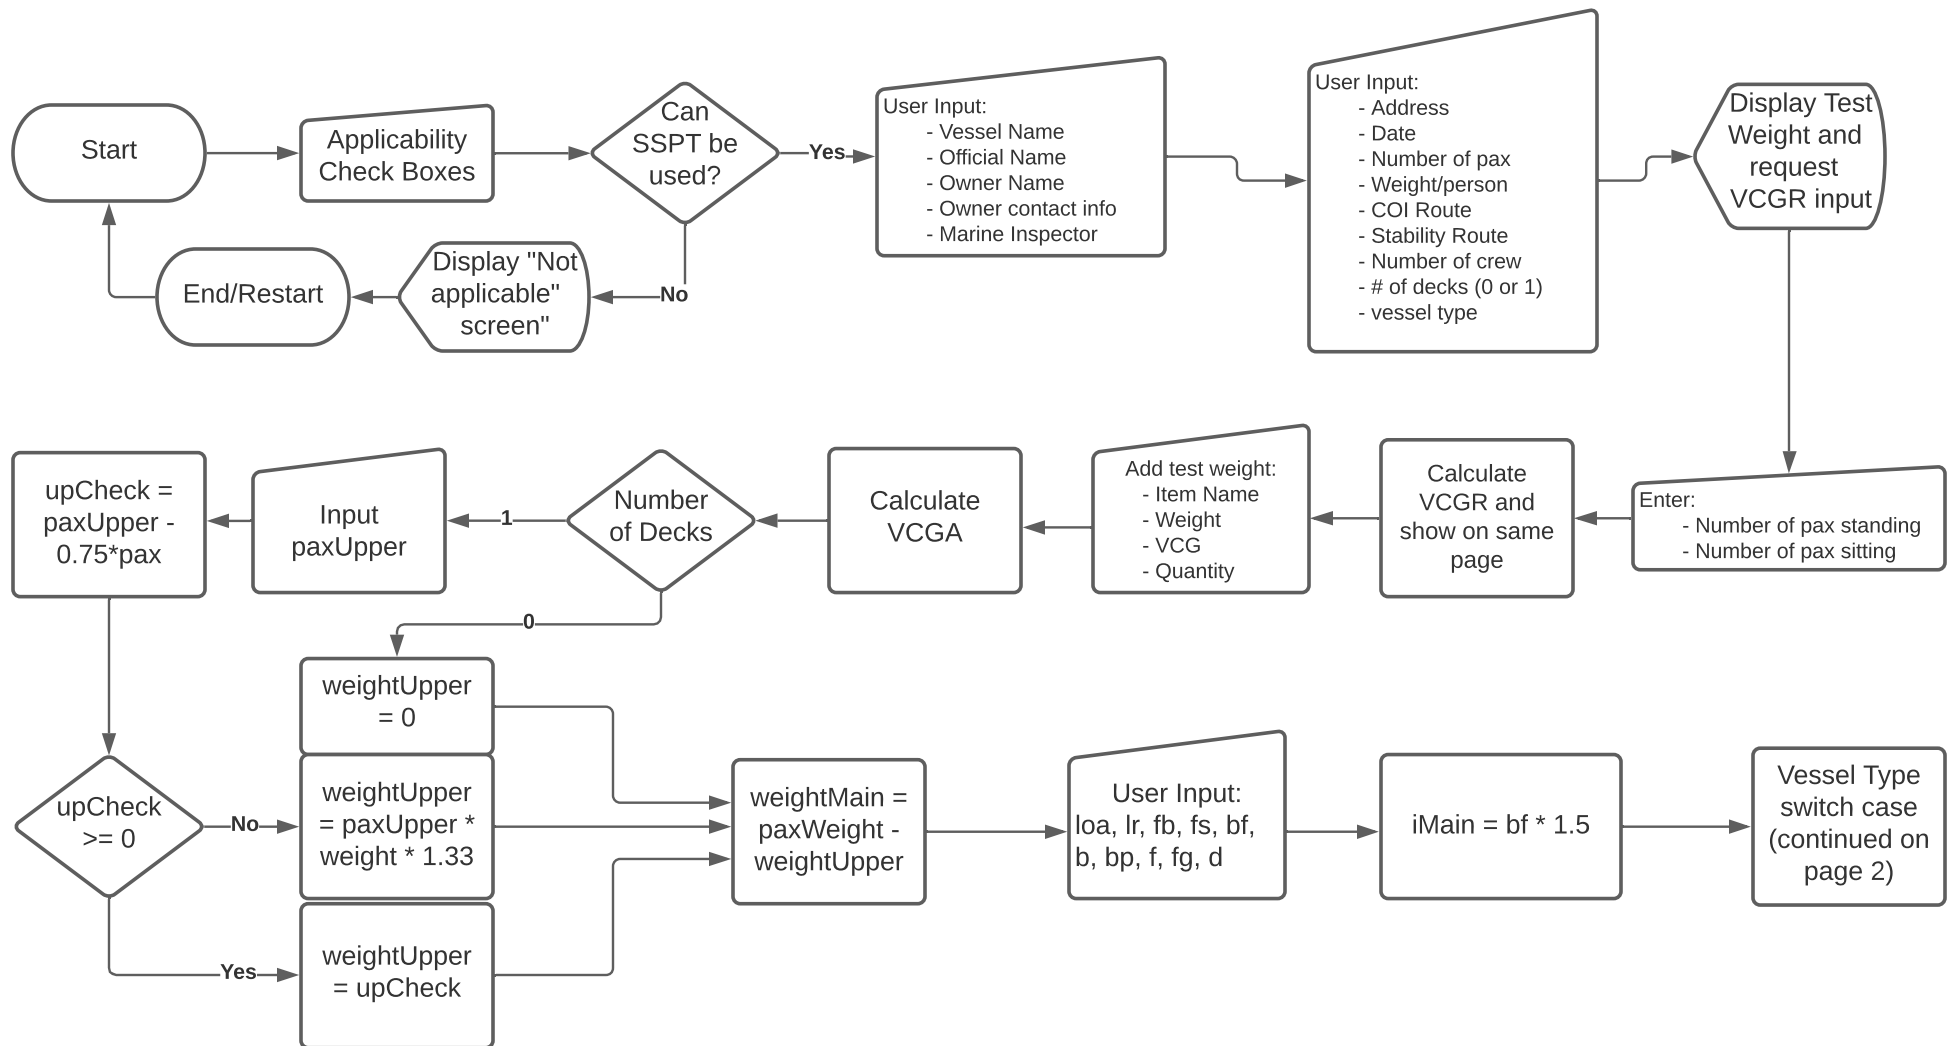 Start
Applicability
Check Boxes
Can
SSPT be
used?
Yes
User Input:
- Vessel Name
- Official Name
- Owner Name
- Owner contact info
- Marine Inspector
User Input:
- Address
- Date
- Number of pax
- Weight/person
- COI Route
- Stability Route
- Number of crew
- # of decks (0 or 1)
- vessel type
Display Test
Weight and
request
VCGR input
No
Display "Not
applicable"
screen"
End/Restart
Enter:
- Number of pax standing
- Number of pax sitting
Calculate
VCGR and
show on same
page
Add test weight:
- Item Name
- Weight
- VCG
- Quantity
Calculate
VCGA
Number
of Decks
1
Input
paxUpper
upCheck =
paxUpper -
0.75*pax
0
weightUpper
= 0
upCheck
>= 0
No
weightUpper
= paxUpper *
weight * 1.33
Yes
weightUpper
= upCheck
weightMain =
paxWeight -
weightUpper
User Input:
loa, lr, fb, fs, bf,
b, bp, f, fg, d
iMain = bf * 1.5
Vessel Type
switch case
(continued on
page 2)